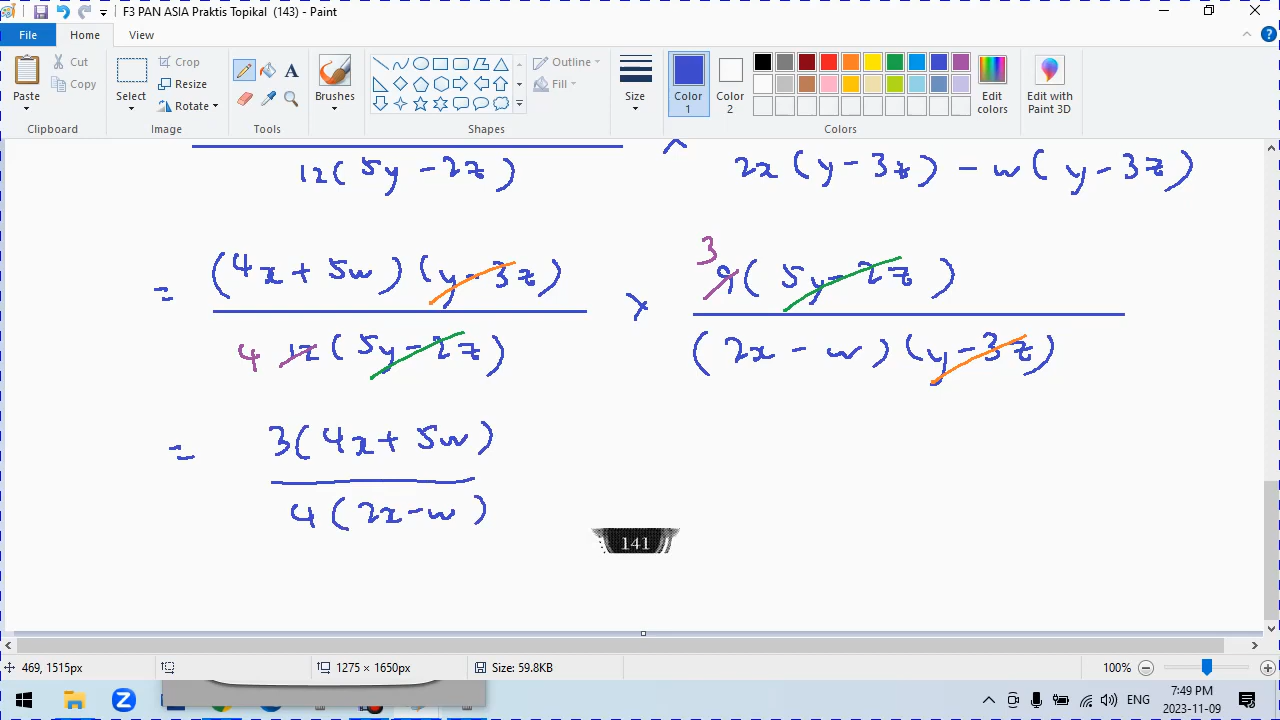 F3 PAN ASIA Praktis Topikal (143) - Paint
File Home View
Paste Cut Copy Clipboard
Select Crop Resize Rotate Image
Tools
Brushes
Shapes Outline Fill
Size
Color 1 Color 2 Edit colors Colors
Edit with Paint 3D
12(5y-2z) × 2x(y-3z)-w(y-3z)
= (4x+5w)(y-3z) × 3 9(5y-2z)
4 12(5y-2z) (2x-w)(y-3z)
= 3(4x+5w)
4(2x-w)
141
469, 1515px 1275 × 1650px Size: 59.8KB 100%
ENG 7:49 PM
2023-11-09